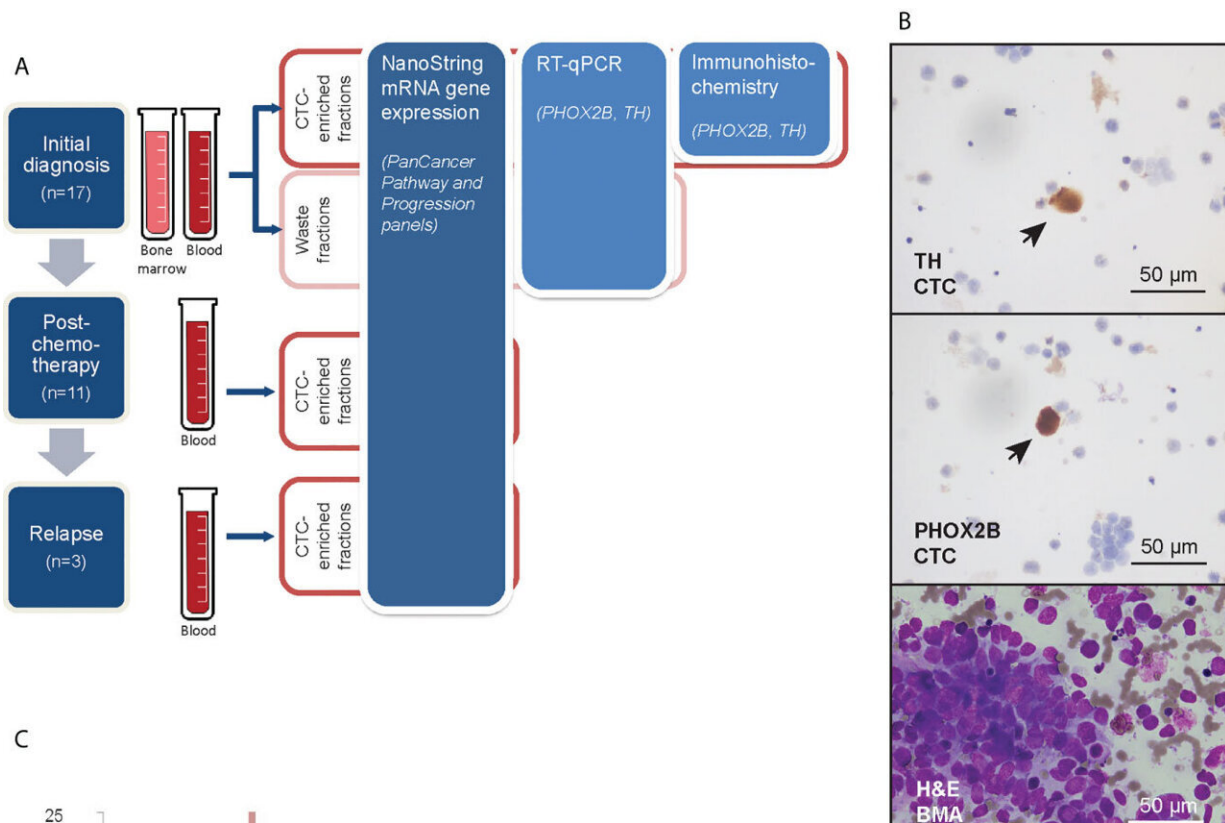 A
Initial
diagnosis
(n=17)
Bone
marrow
Blood
CTC-
enriched
fractions
Waste
fractions
NanoString
mRNA gene
expression
(PanCancer
Pathway and
Progression
panels)
RT-qPCR
(PHOX2B, TH)
Immunohisto-
chemistry
(PHOX2B, TH)
Post-
chemo-
therapy
(n=11)
Blood
CTC-
enriched
fractions
Relapse
(n=3)
Blood
CTC-
enriched
fractions
B
TH
CTC
50 µm
PHOX2B
CTC
50 µm
H&E
BMA
50 µm
C
25